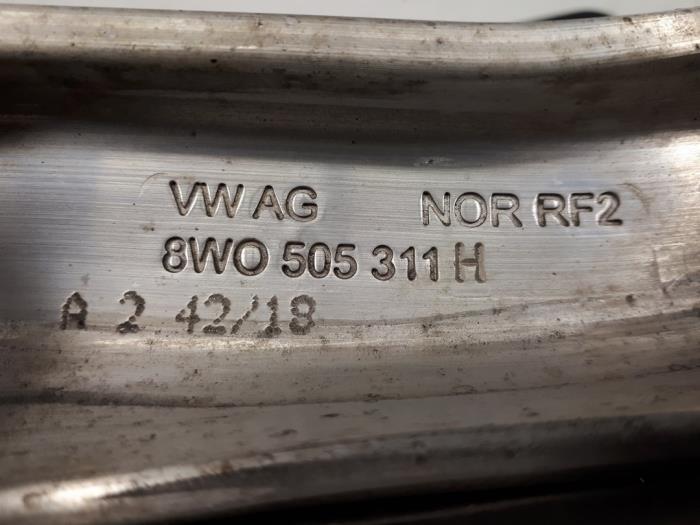 VW AG NOR RF2
8W0 505 311 H
A 2 42/18